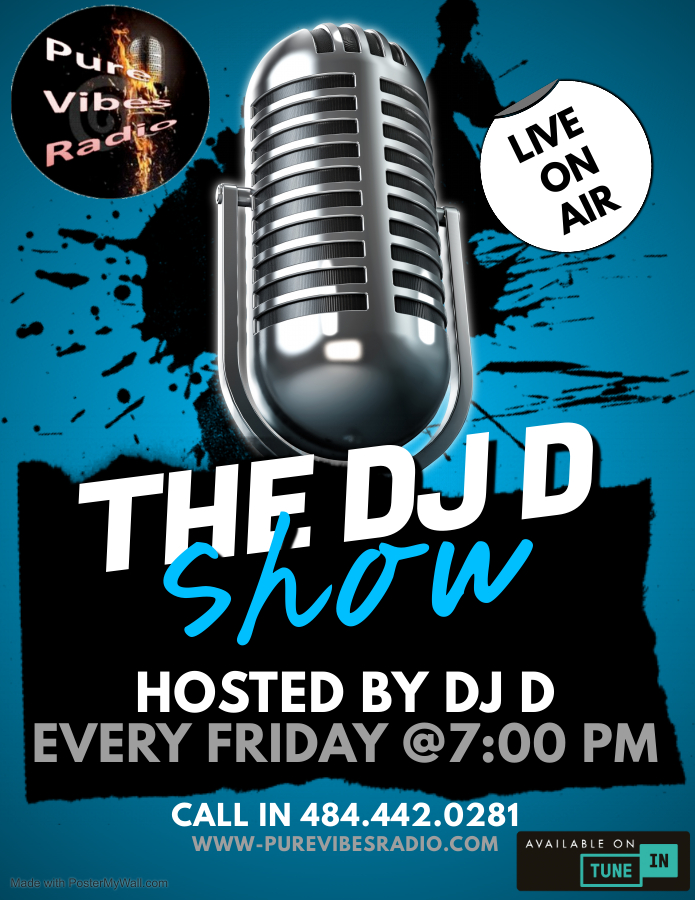 Pure
Vibes
Radio
LIVE
ON
AIR
THE DJ D
show
HOSTED BY DJ D
EVERY FRIDAY @7:00 PM
CALL IN 484.442.0281
WWW-PUREVIBESRADIO.COM
AVAILABLE ON
TUNE IN
Made with PosterMyWall.com